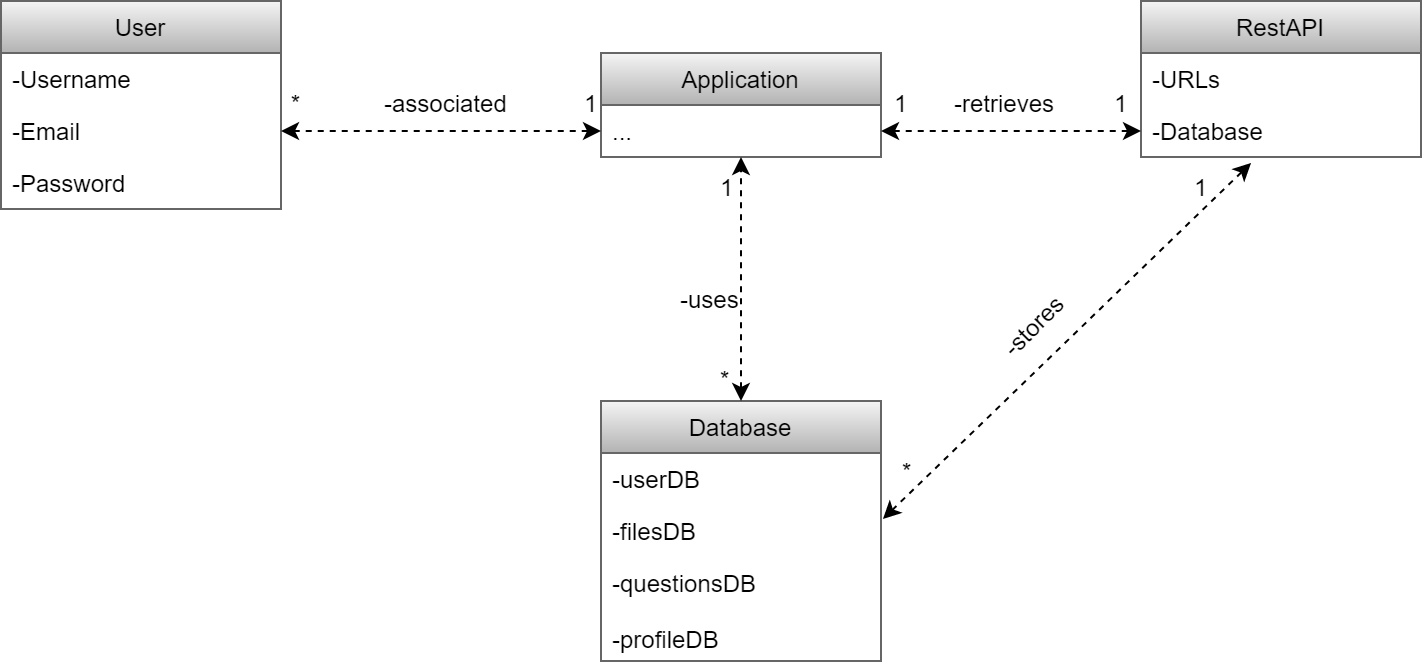 User
-Username
-Email
-Password
* -associated 1
Application
...
1 -retrieves 1
RestAPI
-URLs
-Database
1
-uses
*
1
-stores
*
Database
-userDB
-filesDB
-questionsDB
-profileDB